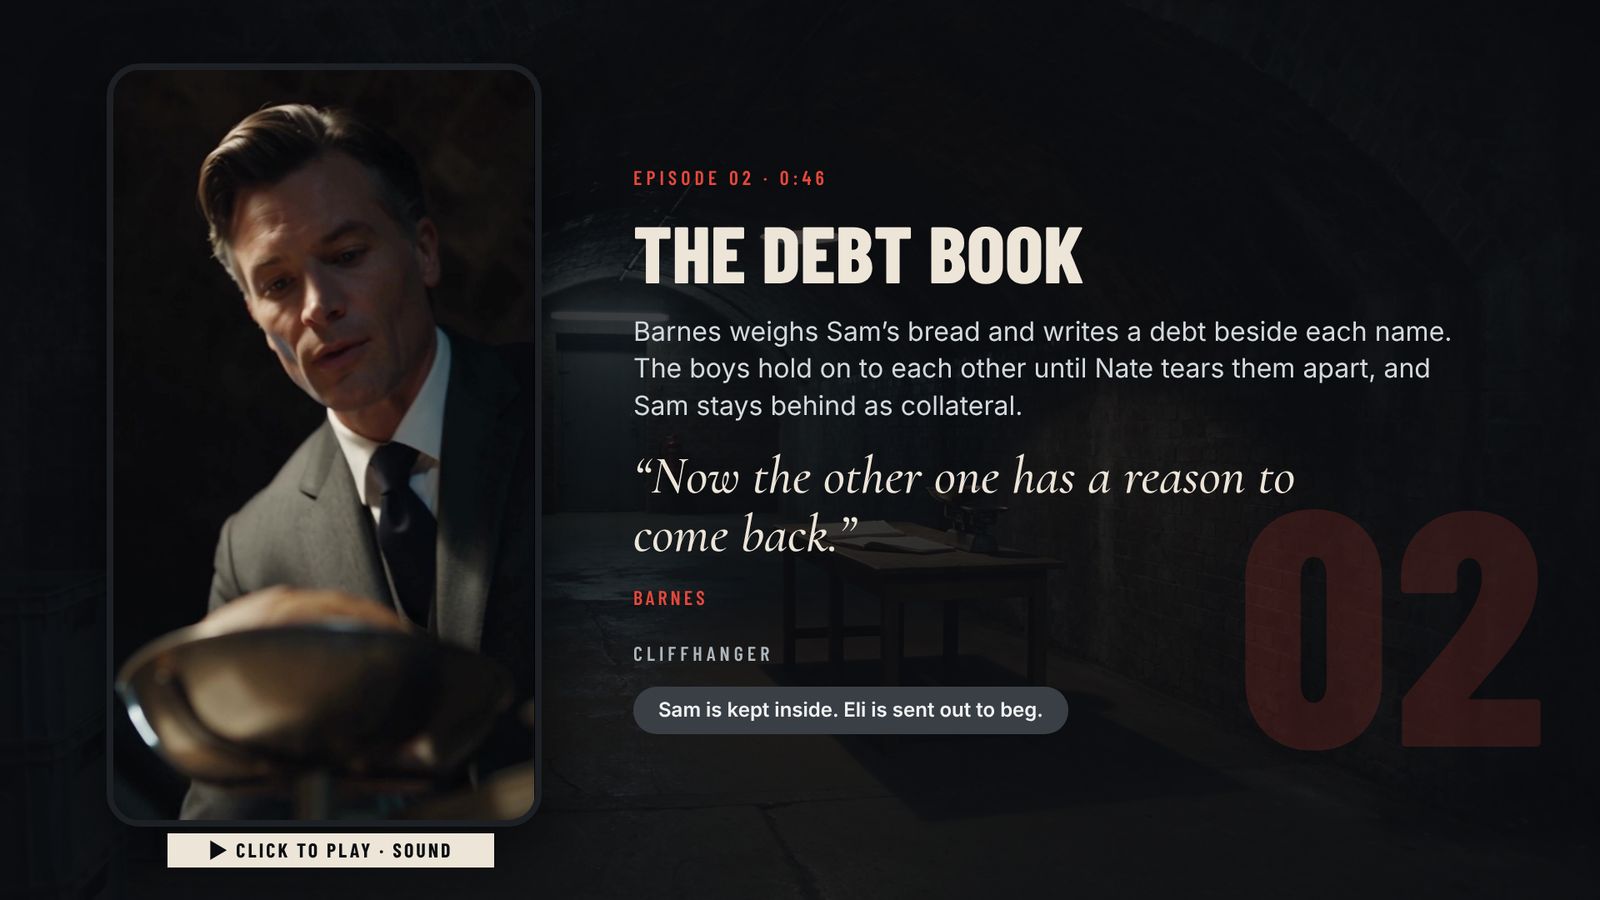 EPISODE 02 · 0:46
THE DEBT BOOK
Barnes weighs Sam’s bread and writes a debt beside each name.
The boys hold on to each other until Nate tears them apart, and
Sam stays behind as collateral.
“Now the other one has a reason to
come back.”
BARNES
CLIFFHANGER
Sam is kept inside. Eli is sent out to beg.
02
▶ CLICK TO PLAY · SOUND